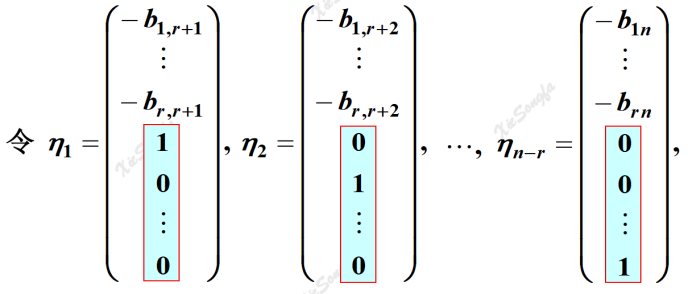 令 η₁ = ( −b₁,ᵣ₊₁ ⋮ −bᵣ,ᵣ₊₁ 1 0 ⋮ 0 ), η₂ = ( −b₁,ᵣ₊₂ ⋮ −bᵣ,ᵣ₊₂ 0 1 ⋮ 0 ), ⋯, ηₙ₋ᵣ = ( −b₁ₙ ⋮ −bᵣₙ 0 0 ⋮ 1 ),
XieSongfa